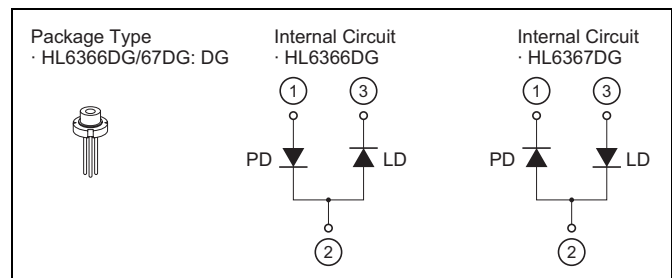 Package Type
· HL6366DG/67DG: DG
Internal Circuit
· HL6366DG
1 3
PD LD
2
Internal Circuit
· HL6367DG
1 3
PD LD
2